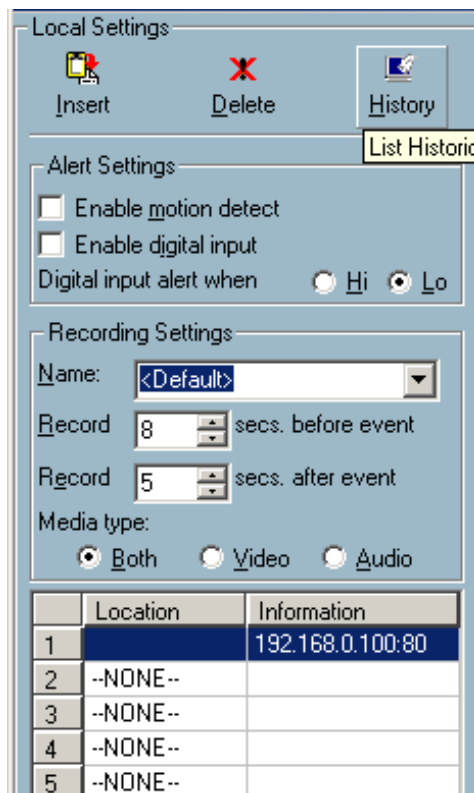 Local Settings
Insert Delete History
List Historic
Alert Settings
Enable motion detect
Enable digital input
Digital input alert when Hi Lo
Recording Settings
Name: <Default>
Record 8 secs. before event
Record 5 secs. after event
Media type:
Both Video Audio
Location Information
1 192.168.0.100:80
2 --NONE--
3 --NONE--
4 --NONE--
5 --NONE--